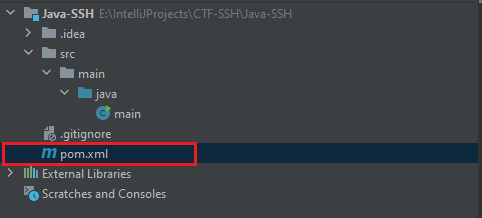 Java-SSH E:\IntelliJProjects\CTF-SSH\Java-SSH
.idea
src
main
java
main
.gitignore
pom.xml
External Libraries
Scratches and Consoles